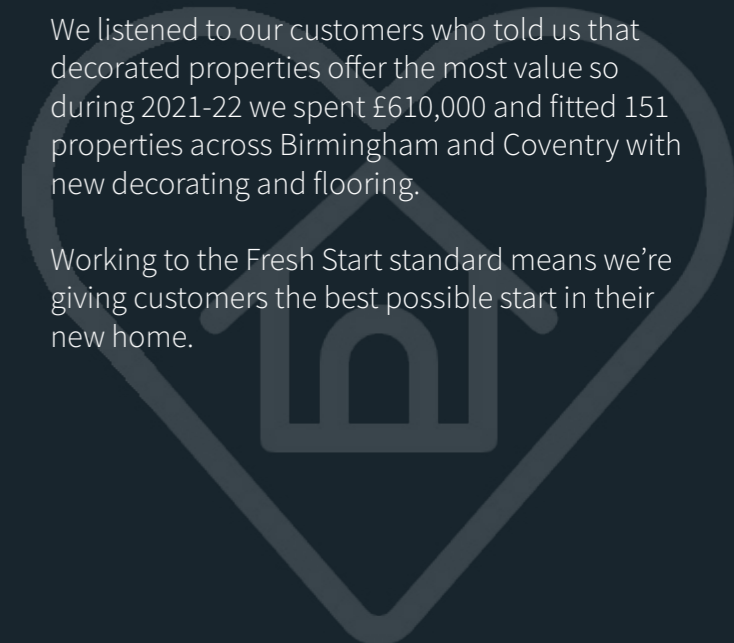 We listened to our customers who told us that
decorated properties offer the most value so
during 2021-22 we spent £610,000 and fitted 151
properties across Birmingham and Coventry with
new decorating and flooring.
Working to the Fresh Start standard means we’re
giving customers the best possible start in their
new home.